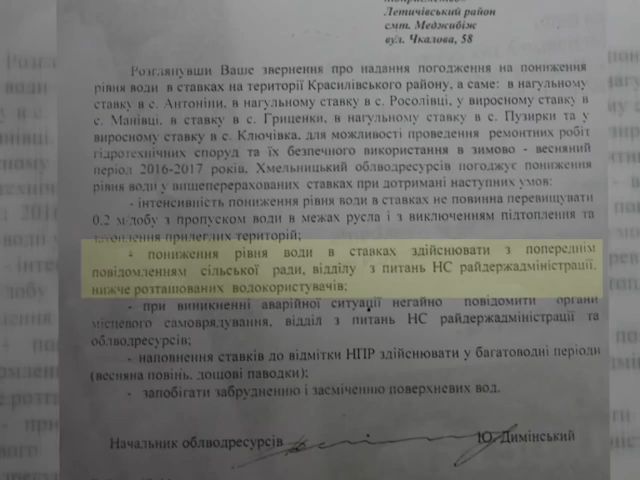 Летичівський район
смт. Меджибіж
вул. Чкалова, 58
Розглянувши Ваше звернення про надання погодження на пониження
рівня води в ставках на території Красилівського району, а саме: в нагульному
ставку в с. Антоніни, в нагульному ставку в с. Росолівці, у виросному ставку в
с. Манівці, в ставку в с. Гриценки, в нагульному ставку в с. Пузирки та у
виросному ставку в с. Ключівка, для можливості проведення ремонтних робіт
гідротехнічних споруд та їх безпечного використання в зимово - весняний
період 2016-2017 років, Хмельницький облводресурсів погоджує пониження
рівня води у вищеперерахованих ставках при дотримані наступних умов:
- інтенсивність пониження рівня води в ставках не повинна перевищувати
0,2 м/добу з пропуском води в межах русла і з виключенням підтоплення та
затоплення прилеглих територій;
- пониження рівня води в ставках здійснювати з попереднім
повідомленням сільської ради, відділу з питань НС райдержадміністрації,
нижче розташованих водокористувачів;
- при виникненні аварійної ситуації негайно повідомити органи
місцевого самоврядування, відділ з питань НС райдержадміністрації та
облводресурсів;
- наповнення ставків до відмітки НПР здійснювати у багатоводні періоди
(весняна повінь, дощові паводки);
- запобігати забрудненню і засміченню поверхневих вод.
Начальник облводресурсів Ю. Димінський